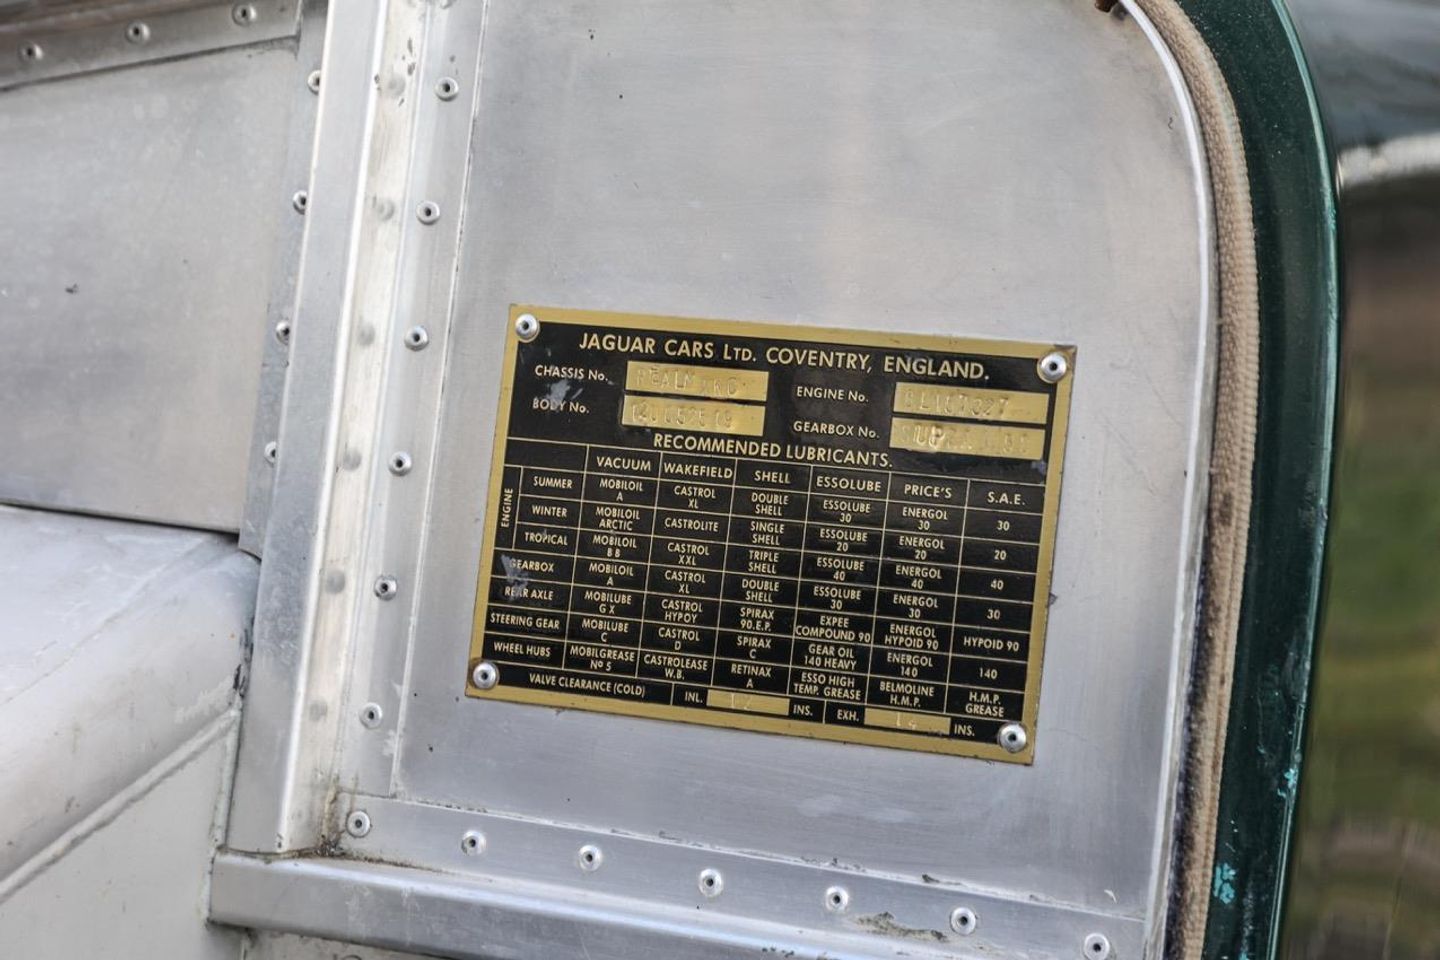 JAGUAR CARS LTD. COVENTRY, ENGLAND.
CHASSIS No. REALMXKC ENGINE No.
BODY No. GEARBOX No.
RECOMMENDED LUBRICANTS.
VACUUM WAKEFIELD SHELL ESSOLUBE PRICE'S S.A.E.
ENGINE
SUMMER MOBILOIL A CASTROL XL DOUBLE SHELL ESSOLUBE 30 ENERGOL 30 30
WINTER MOBILOIL ARCTIC CASTROLITE SINGLE SHELL ESSOLUBE 20 ENERGOL 20 20
TROPICAL MOBILOIL B B CASTROL XXL TRIPLE SHELL ESSOLUBE 40 ENERGOL 40 40
GEARBOX MOBILOIL A CASTROL XL DOUBLE SHELL ESSOLUBE 30 ENERGOL 30 30
REAR AXLE MOBILUBE G X CASTROL HYPOY SPIRAX 90.E.P. EXPEE COMPOUND 90 ENERGOL HYPOID 90 HYPOID 90
STEERING GEAR MOBILUBE C CASTROL D SPIRAX C GEAR OIL 140 HEAVY ENERGOL 140 140
WHEEL HUBS MOBILGREASE Nº 5 CASTROLEASE W.B. RETINAX A ESSO HIGH TEMP. GREASE BELMOLINE H.M.P. H.M.P. GREASE
VALVE CLEARANCE (COLD) INL. 12 INS. EXH. 14 INS.